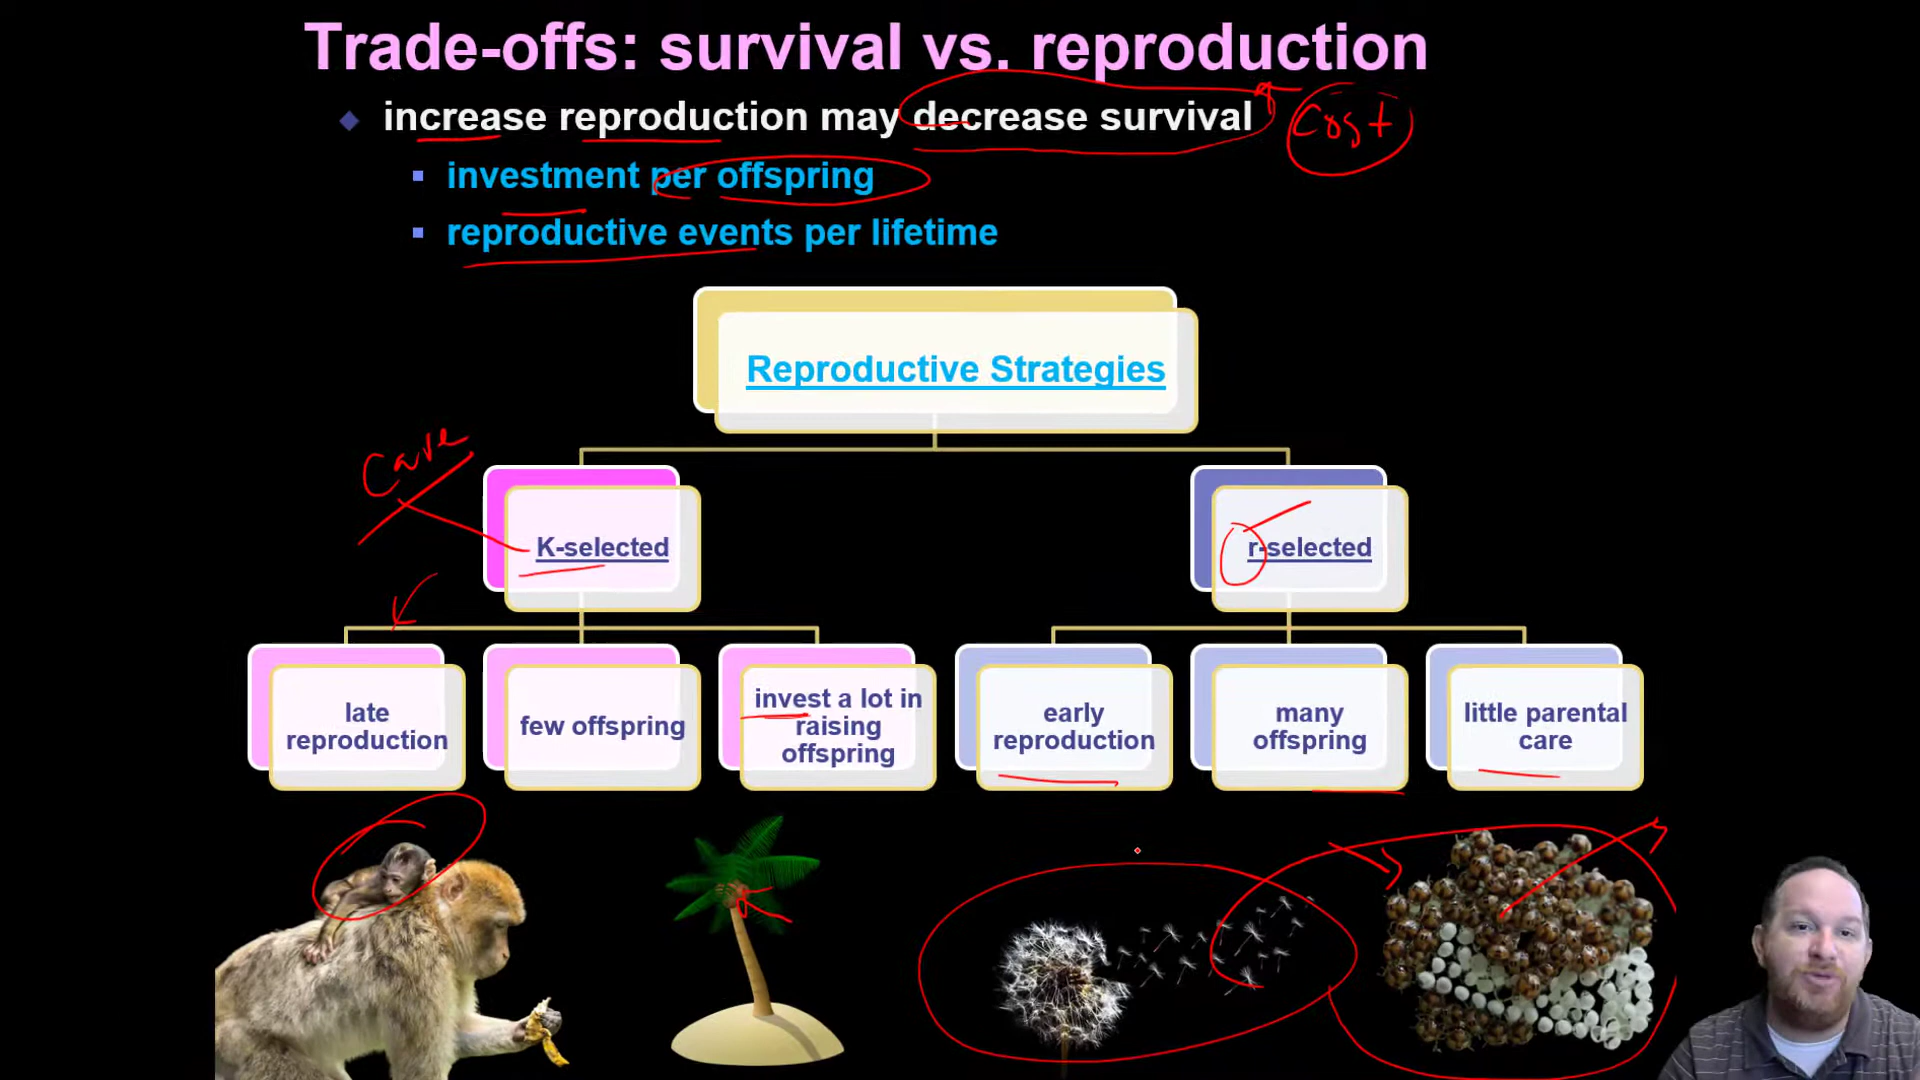 Trade-offs: survival vs. reproduction
increase reproduction may decrease survival
Cost
investment per offspring
reproductive events per lifetime
Reproductive Strategies
Care
K-selected
r-selected
late
reproduction
few offspring
invest a lot in
raising
offspring
early
reproduction
many
offspring
little parental
care